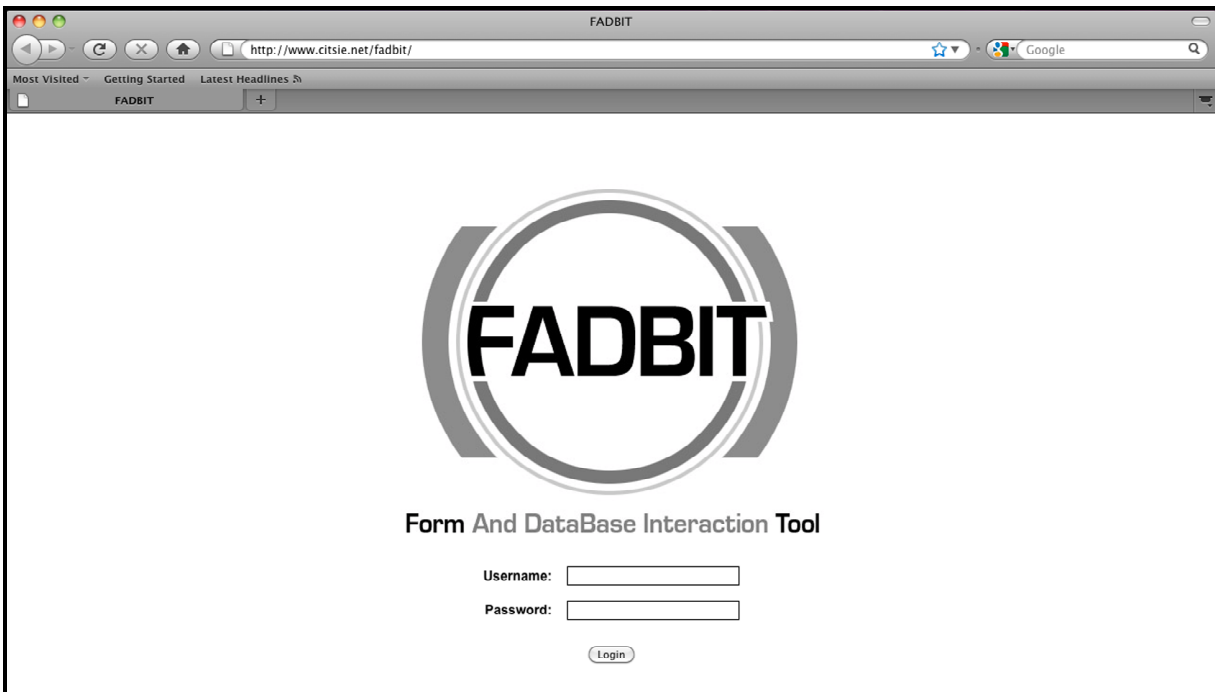 FADBIT
http://www.citsie.net/fadbit/
Google
Most Visited Getting Started Latest Headlines
FADBIT +
FADBIT
Form And DataBase Interaction Tool
Username:
Password:
Login